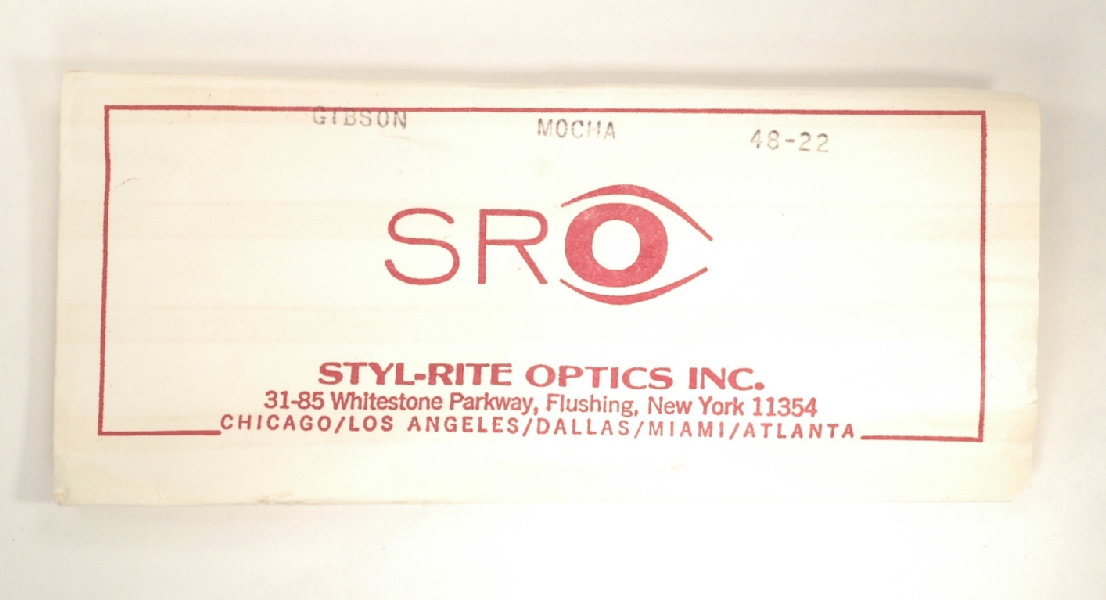 GIBSON MOCHA 48-22
SRO
STYL-RITE OPTICS INC.
31-85 Whitestone Parkway, Flushing, New York 11354
CHICAGO/LOS ANGELES/DALLAS/MIAMI/ATLANTA